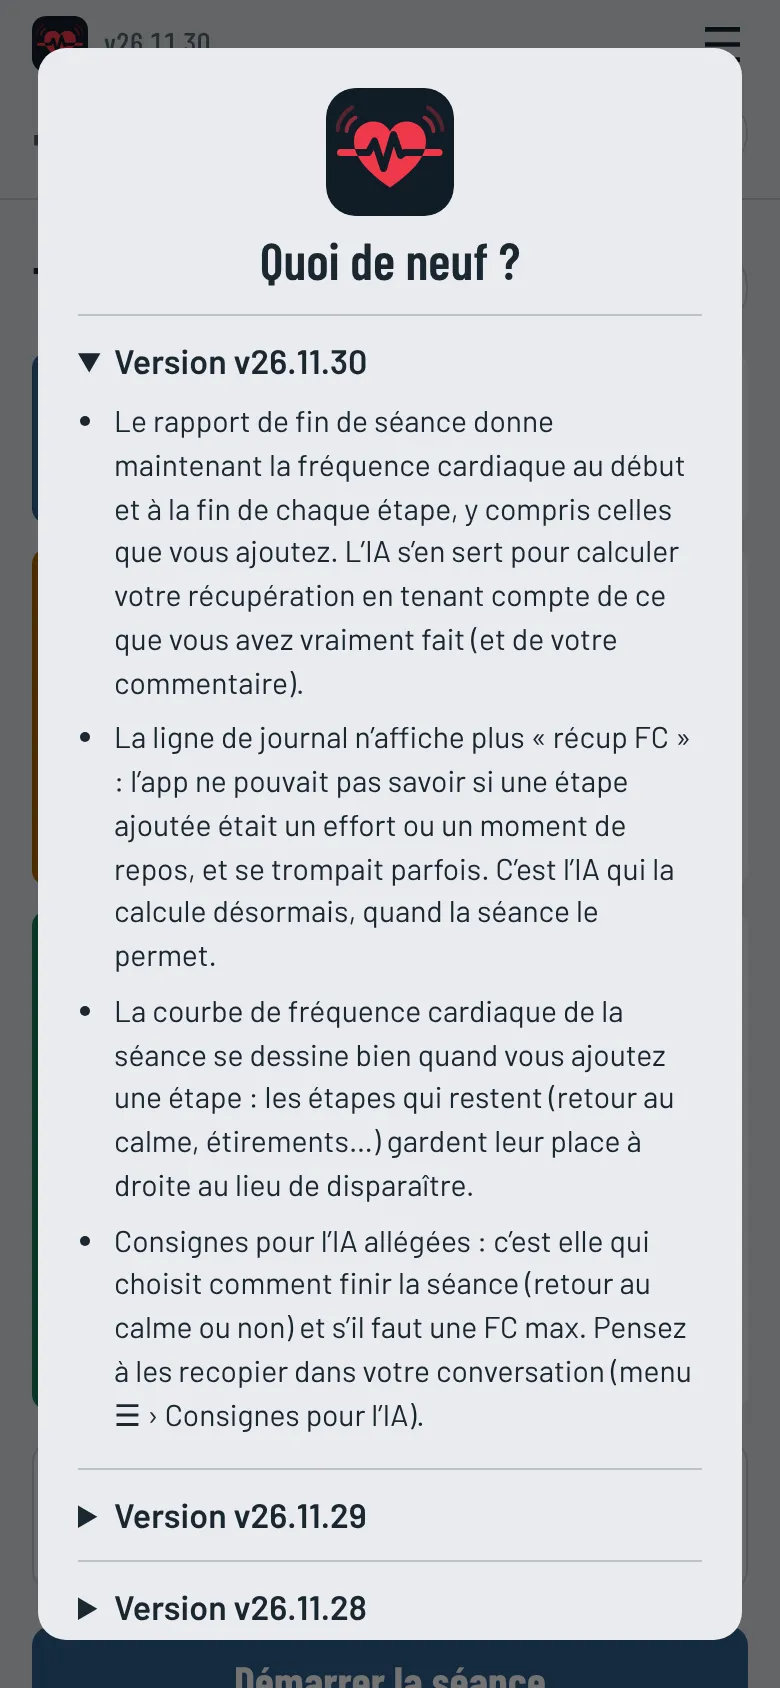 v26.11.30
Quoi de neuf ?
▼ Version v26.11.30
• Le rapport de fin de séance donne
maintenant la fréquence cardiaque au début
et à la fin de chaque étape, y compris celles
que vous ajoutez. L’IA s’en sert pour calculer
votre récupération en tenant compte de ce
que vous avez vraiment fait (et de votre
commentaire).
• La ligne de journal n’affiche plus « récup FC »
: l’app ne pouvait pas savoir si une étape
ajoutée était un effort ou un moment de
repos, et se trompait parfois. C’est l’IA qui la
calcule désormais, quand la séance le
permet.
• La courbe de fréquence cardiaque de la
séance se dessine bien quand vous ajoutez
une étape : les étapes qui restent (retour au
calme, étirements…) gardent leur place à
droite au lieu de disparaître.
• Consignes pour l’IA allégées : c’est elle qui
choisit comment finir la séance (retour au
calme ou non) et s’il faut une FC max. Pensez
à les recopier dans votre conversation (menu
☰ › Consignes pour l’IA).
▶ Version v26.11.29
▶ Version v26.11.28
Démarrer la séance